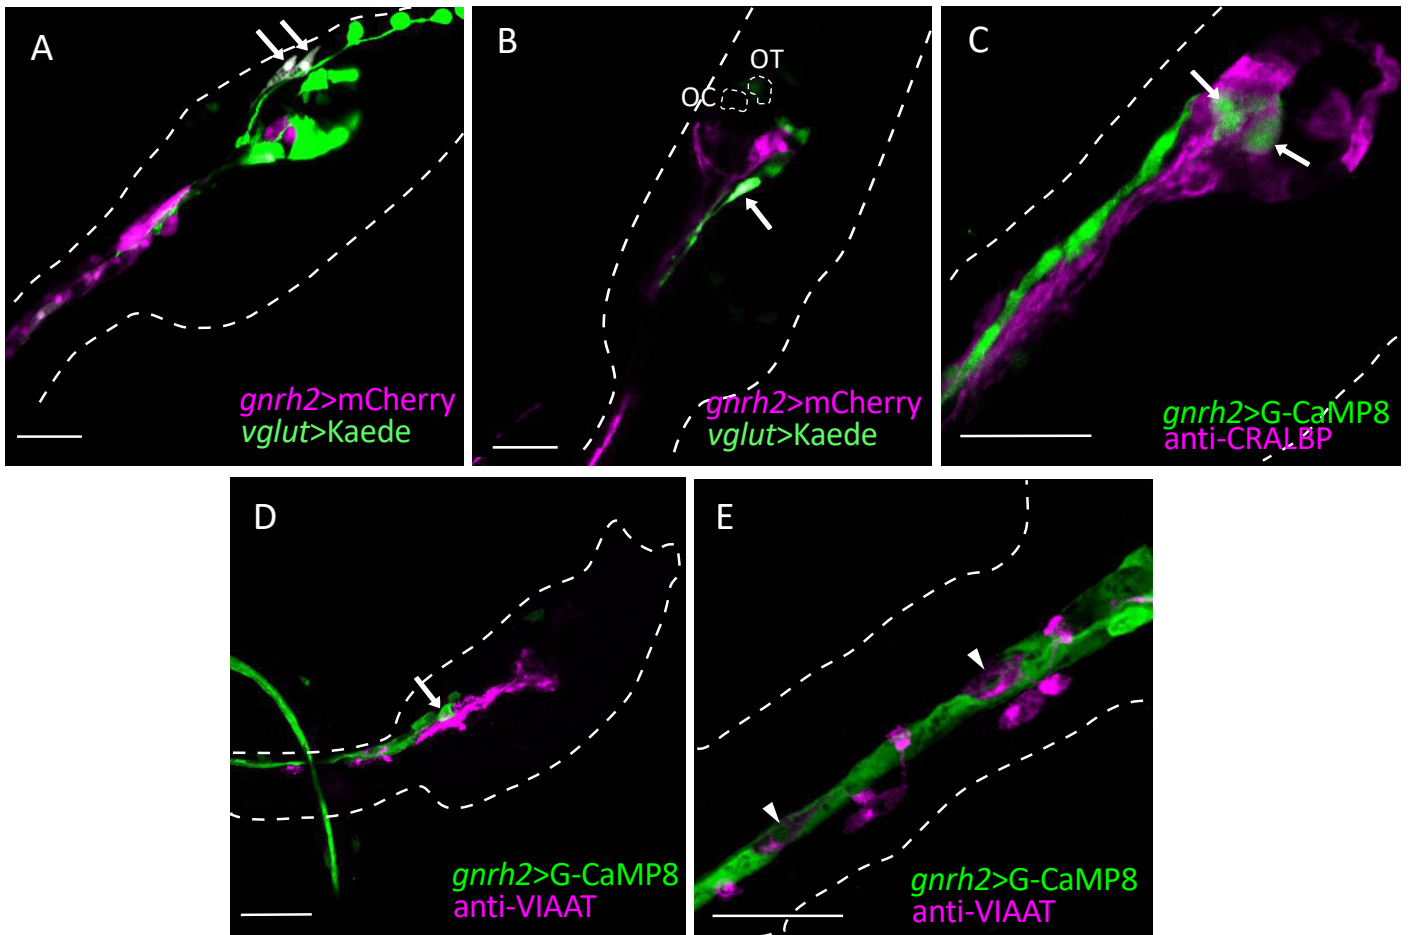 A
gnrh2>mCherry
vglut>Kaede
B
OT
OC
gnrh2>mCherry
vglut>Kaede
C
gnrh2>G-CaMP8
anti-CRALBP
D
gnrh2>G-CaMP8
anti-VIAAT
E
gnrh2>G-CaMP8
anti-VIAAT